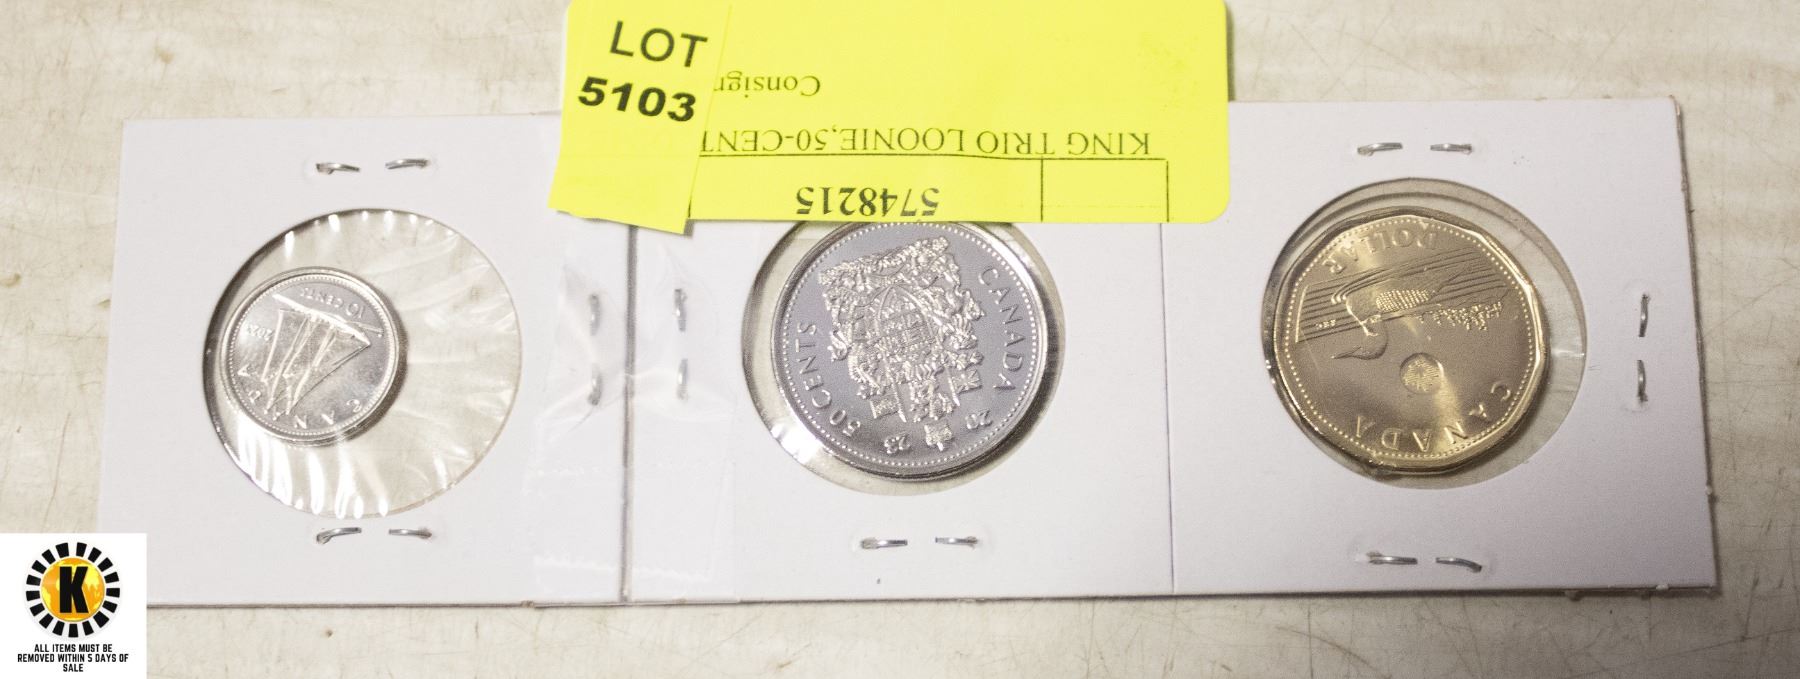 LOT
5103
Consign
KING TRIO LOONIE,50-CENT
5748215
10 CENTS
2023
CANADA
CANADA
50 CENTS
20 23
DOLLAR
CANADA
K
ALL ITEMS MUST BE
REMOVED WITHIN 5 DAYS OF
SALE